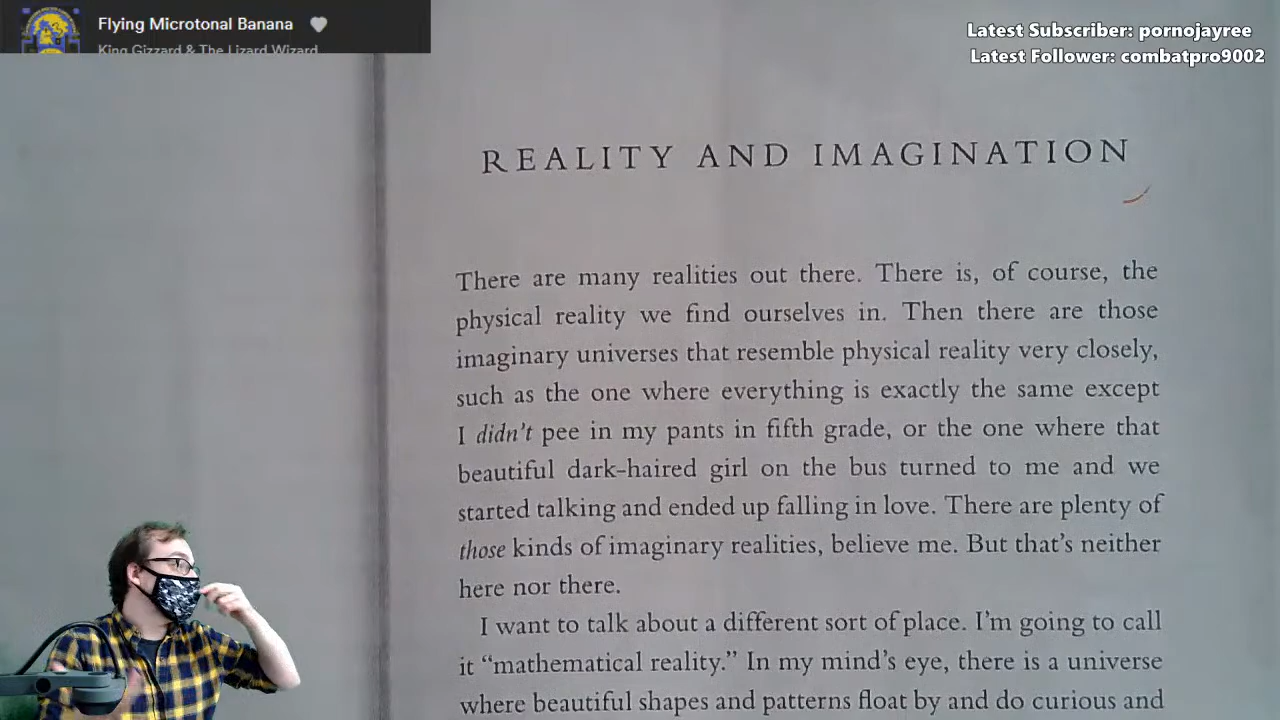 Flying Microtonal Banana
King Gizzard & The Lizard Wizard
Latest Subscriber: pornojayree
Latest Follower: combatpro9002
REALITY AND IMAGINATION
There are many realities out there. There is, of course, the
physical reality we find ourselves in. Then there are those
imaginary universes that resemble physical reality very closely,
such as the one where everything is exactly the same except
I didn't pee in my pants in fifth grade, or the one where that
beautiful dark-haired girl on the bus turned to me and we
started talking and ended up falling in love. There are plenty of
those kinds of imaginary realities, believe me. But that's neither
here nor there.
I want to talk about a different sort of place. I'm going to call
it “mathematical reality.” In my mind's eye, there is a universe
where beautiful shapes and patterns float by and do curious and